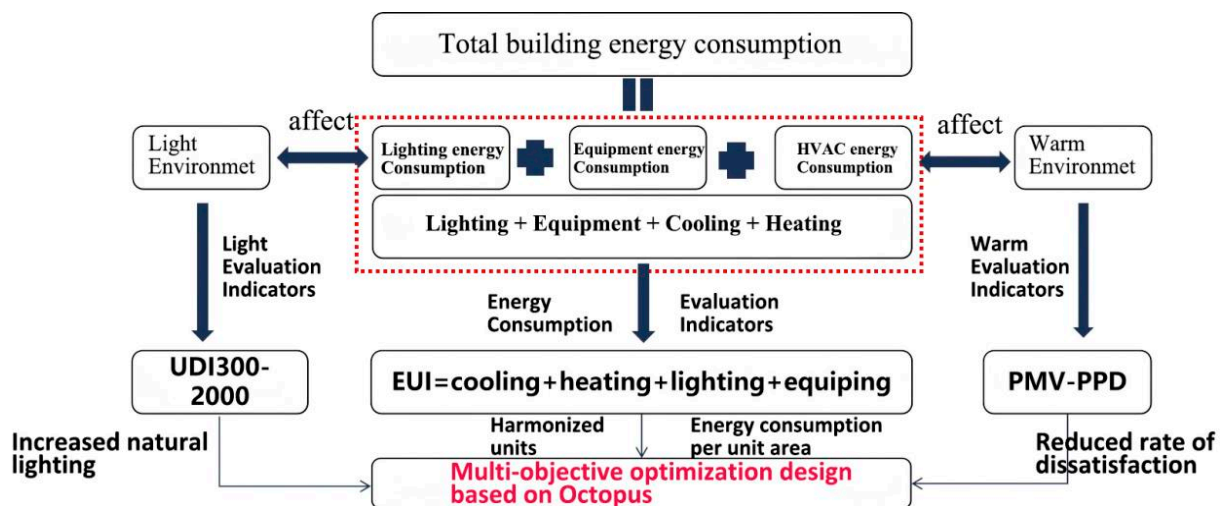 Total building energy consumption
affect
affect
Light
Environmet
Lighting energy
Consumption
Equipment energy
Consumption
HVAC energy
Consumption
Warm
Environmet
Lighting + Equipment + Cooling + Heating
Light
Evaluation
Indicators
Energy
Consumption
Evaluation
Indicators
Warm
Evaluation
Indicators
UDI300-
2000
EUI=cooling+heating+lighting+equiping
PMV-PPD
Increased natural
lighting
Harmonized
units
Energy consumption
per unit area
Reduced rate of
dissatisfaction
Multi-objective optimization design
based on Octopus